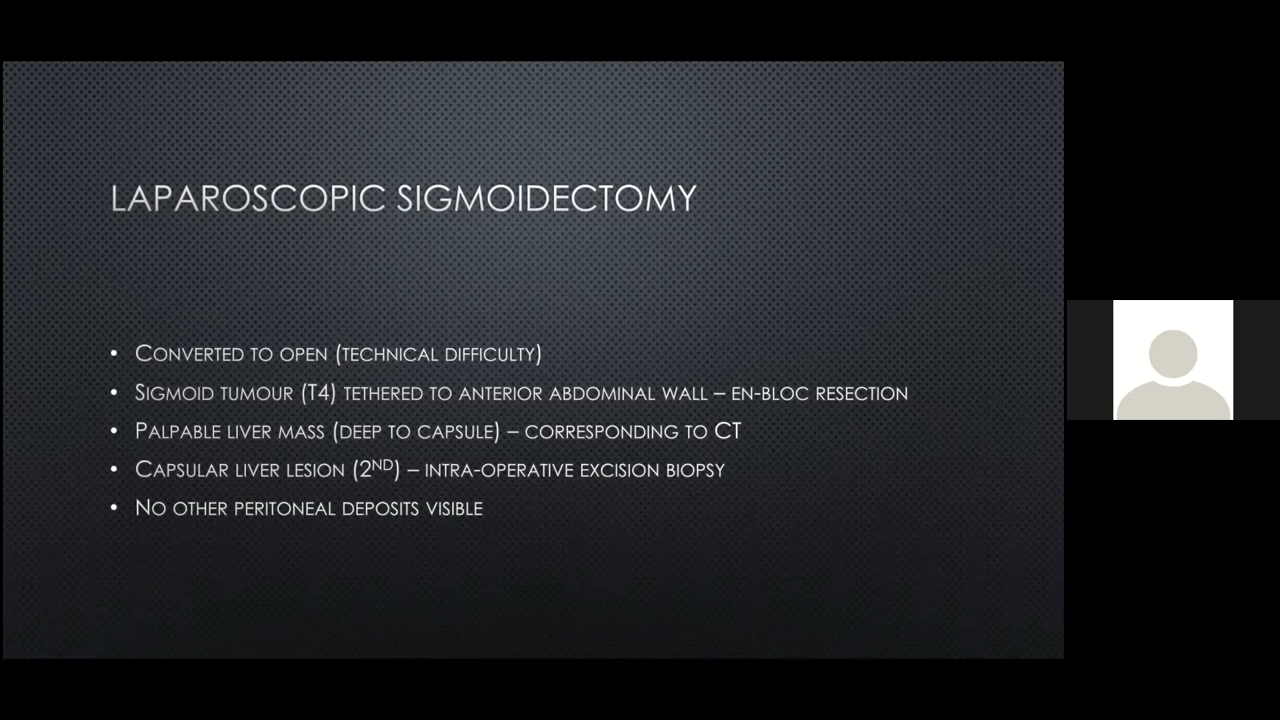 LAPAROSCOPIC SIGMOIDECTOMY
• CONVERTED TO OPEN (TECHNICAL DIFFICULTY)
• SIGMOID TUMOUR (T4) TETHERED TO ANTERIOR ABDOMINAL WALL – EN-BLOC RESECTION
• PALPABLE LIVER MASS (DEEP TO CAPSULE) – CORRESPONDING TO CT
• CAPSULAR LIVER LESION (2ND) – INTRA-OPERATIVE EXCISION BIOPSY
• NO OTHER PERITONEAL DEPOSITS VISIBLE